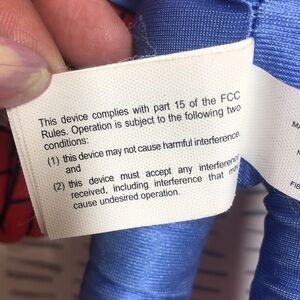 This device complies with part 15 of the FCC
Rules. Operation is subject to the following two
conditions:
(1) this device may not cause harmful interference,
and
(2) this device must accept any interference
received, including interference that may
cause undesired operation.